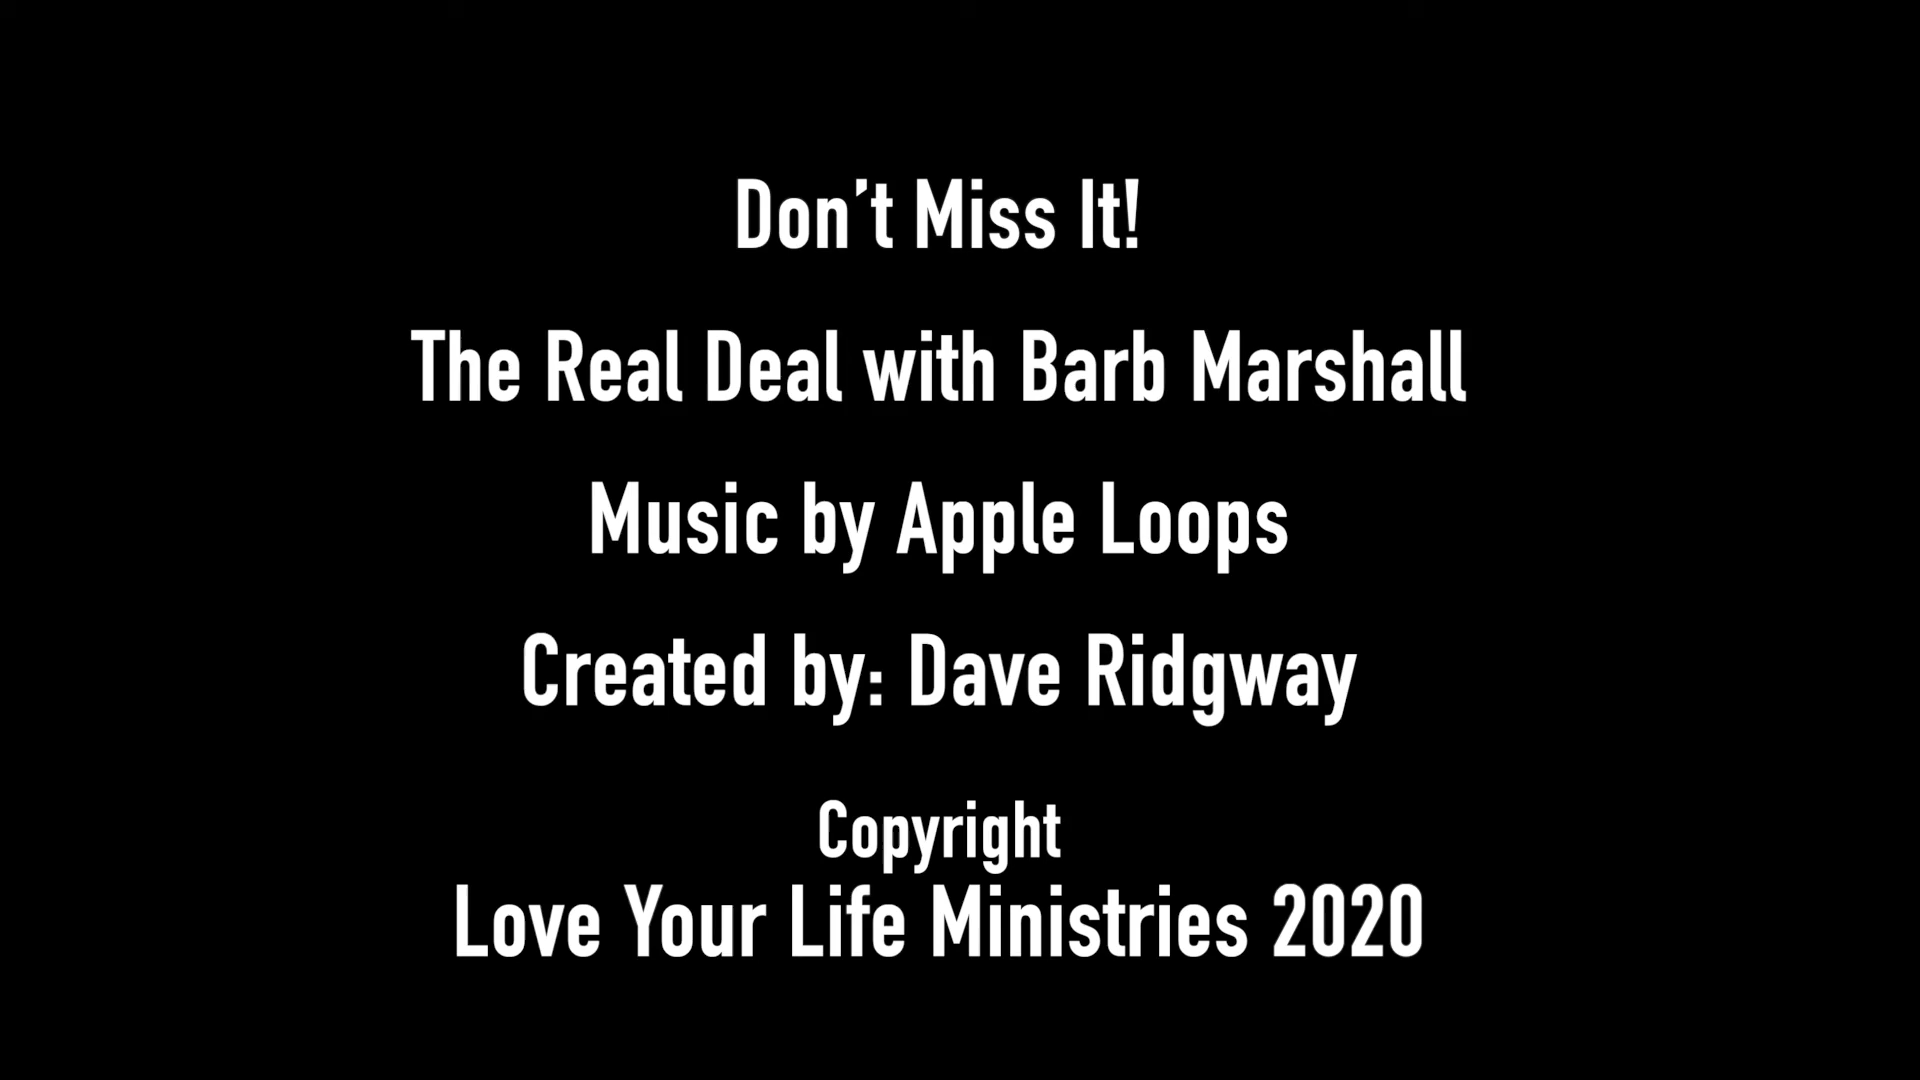 Don’t Miss It!
The Real Deal with Barb Marshall
Music by Apple Loops
Created by: Dave Ridgway
Copyright
Love Your Life Ministries 2020